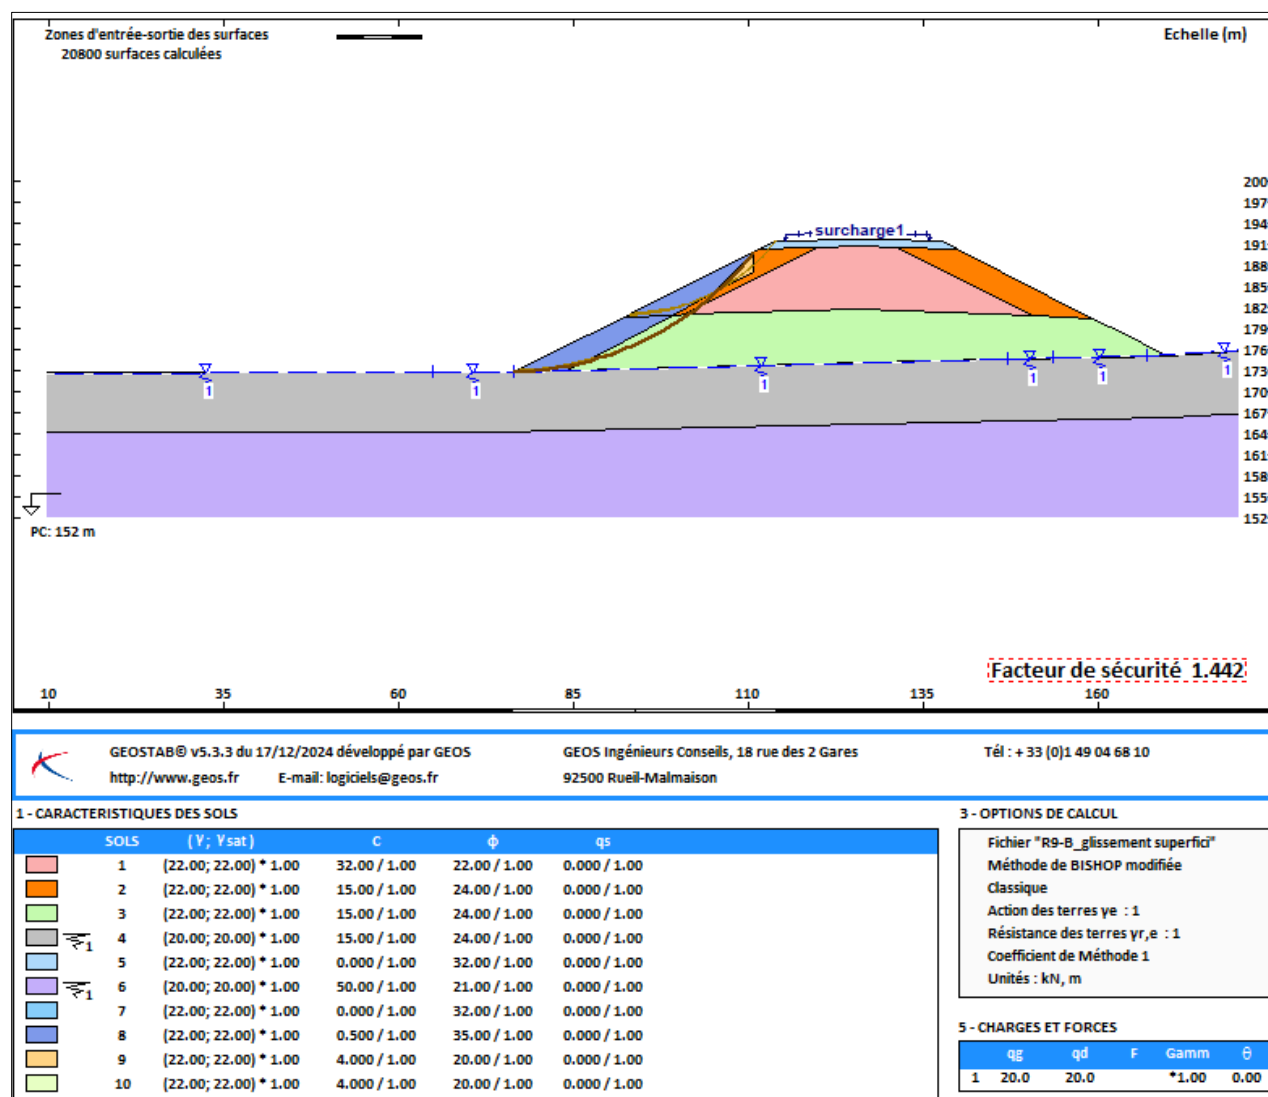 Zones d'entrée-sortie des surfaces
20800 surfaces calculées
Echelle (m)
surcharge1
200
197
194
191
188
185
182
179
176
173
170
167
164
161
158
155
152
1 1 1 1 1 1
PC: 152 m
Facteur de sécurité 1.442
10 35 60 85 110 135 160
GEOSTAB© v5.3.3 du 17/12/2024 développé par GEOS
http://www.geos.fr E-mail: logiciels@geos.fr
GEOS Ingénieurs Conseils, 18 rue des 2 Gares
92500 Rueil-Malmaison
Tél : + 33 (0)1 49 04 68 10
1 - CARACTERISTIQUES DES SOLS
SOLS (γ; γsat) C ϕ qs
1 (22.00; 22.00) * 1.00 32.00 / 1.00 22.00 / 1.00 0.000 / 1.00
2 (22.00; 22.00) * 1.00 15.00 / 1.00 24.00 / 1.00 0.000 / 1.00
3 (22.00; 22.00) * 1.00 15.00 / 1.00 24.00 / 1.00 0.000 / 1.00
1 4 (20.00; 20.00) * 1.00 15.00 / 1.00 24.00 / 1.00 0.000 / 1.00
5 (22.00; 22.00) * 1.00 0.000 / 1.00 32.00 / 1.00 0.000 / 1.00
1 6 (20.00; 20.00) * 1.00 50.00 / 1.00 21.00 / 1.00 0.000 / 1.00
7 (22.00; 22.00) * 1.00 0.000 / 1.00 32.00 / 1.00 0.000 / 1.00
8 (22.00; 22.00) * 1.00 0.500 / 1.00 35.00 / 1.00 0.000 / 1.00
9 (22.00; 22.00) * 1.00 4.000 / 1.00 20.00 / 1.00 0.000 / 1.00
10 (22.00; 22.00) * 1.00 4.000 / 1.00 20.00 / 1.00 0.000 / 1.00
3 - OPTIONS DE CALCUL
Fichier "R9-B_glissement superfici"
Méthode de BISHOP modifiée
Classique
Action des terres γe : 1
Résistance des terres γr,e : 1
Coefficient de Méthode 1
Unités : kN, m
5 - CHARGES ET FORCES
qg qd F Gamm θ
1 20.0 20.0 *1.00 0.00